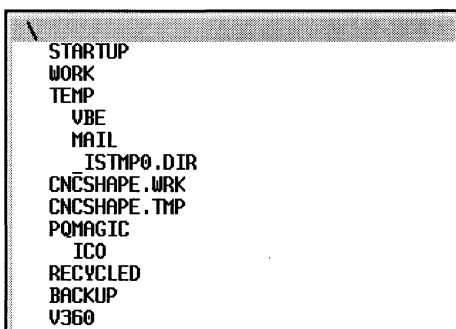 \
STARTUP
WORK
TEMP
VBE
MAIL
_ISTMP0.DIR
CNCSHAPE.WRK
CNCSHAPE.TMP
PQMAGIC
ICO
RECYCLED
BACKUP
V360